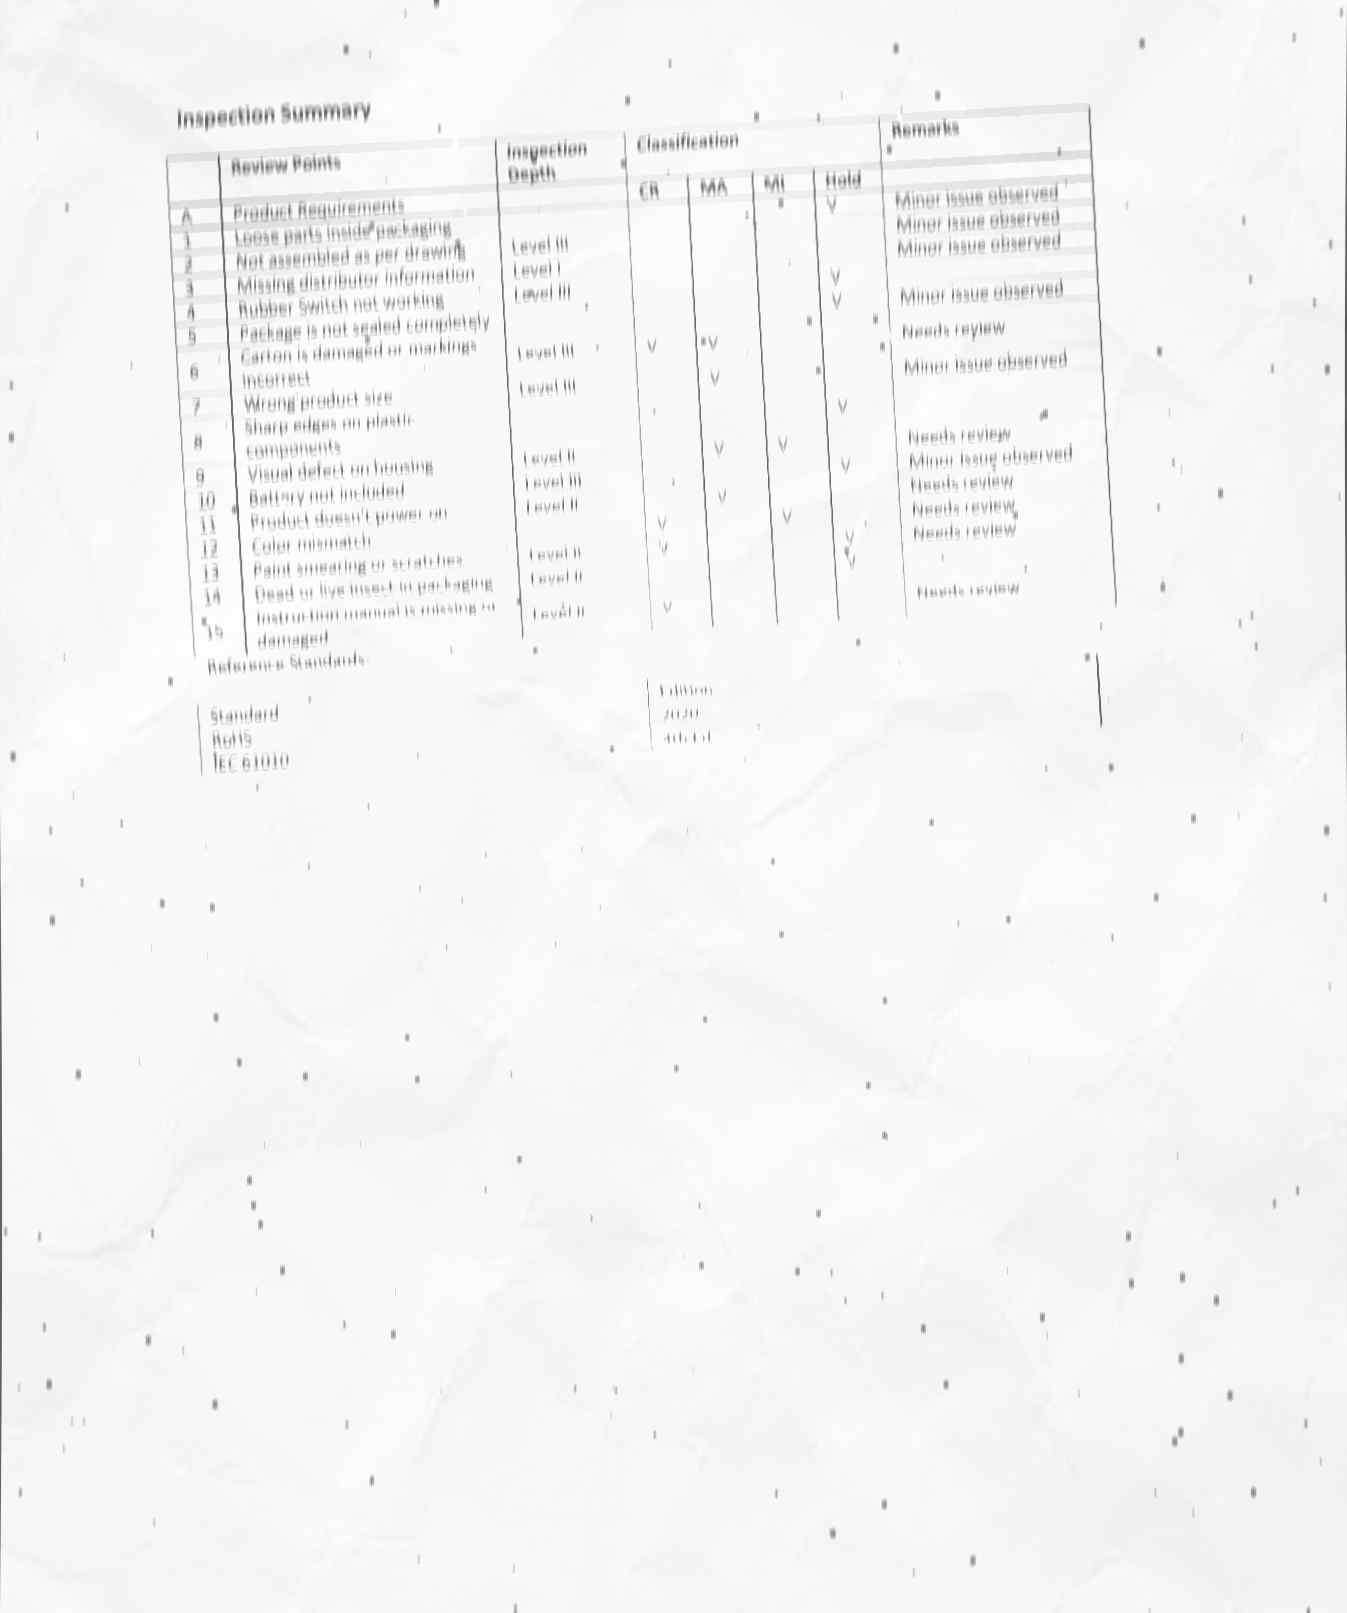 Inspection Summary
Review Points Inspection Depth Classification Remarks
A Product Requirements CR MA MI Hold
1 Loose parts inside packaging V Minor issue observed
2 Not assembled as per drawing Level III Minor issue observed
3 Missing distributor information Level I Minor issue observed
4 Rubber Switch not working Level III V
5 Package is not sealed completely V Minor issue observed
6 Carton is damaged or markings incorrect Level III V V Needs review
7 Wrong product size Level III V Minor issue observed
8 Sharp edges on plastic components V
9 Visual defect on housing Level II V V Needs review
10 Battery not included Level III V Minor issue observed
11 Product doesn't power on Level II V Needs review
12 Color mismatch V V Needs review
13 Paint smearing or scratches Level II V V Needs review
14 Dead or live insect in packaging Level II V
15 Instruction manual is missing or damaged Level II V Needs review
Reference Standards
Standard Edition
RoHS 2020
IEC 61010